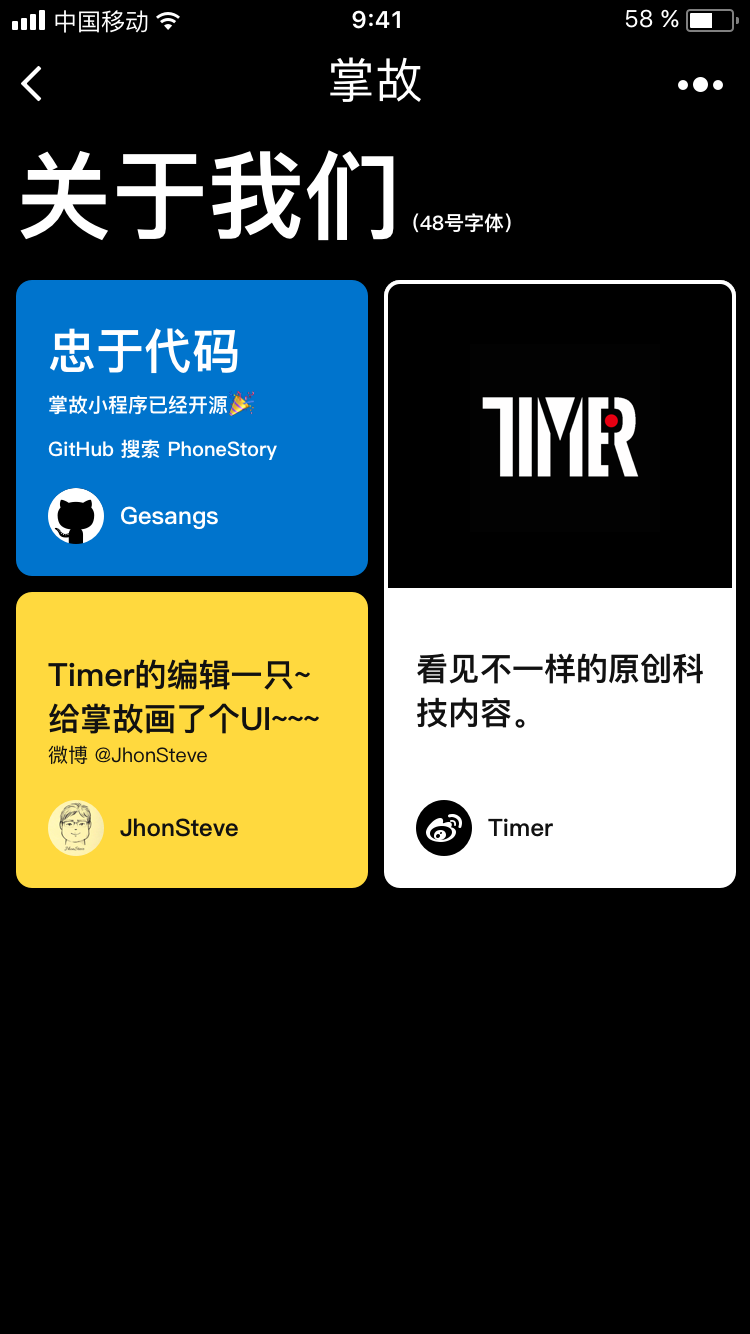 中国移动 9:41 58 %
掌故
关于我们 (48号字体)
忠于代码
掌故小程序已经开源🎉
GitHub 搜索 PhoneStory
Gesangs
TIMER
Timer的编辑一只~
给掌故画了个UI~~~
微博 @JhonSteve
JhonSteve
看见不一样的原创科
技内容。
Timer